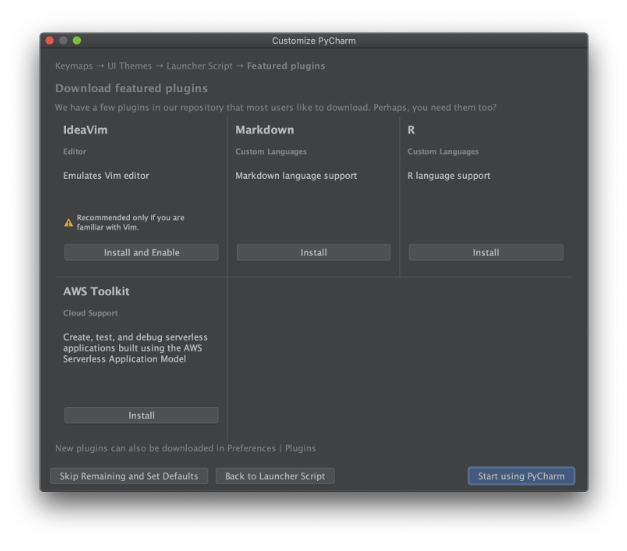 Customize PyCharm
Keymaps → UI Themes → Launcher Script → Featured plugins
Download featured plugins
We have a few plugins in our repository that most users like to download. Perhaps, you need them too?
IdeaVim
Editor
Emulates Vim editor
Recommended only if you are
familiar with Vim.
Install and Enable
Markdown
Custom Languages
Markdown language support
Install
R
Custom Languages
R language support
Install
AWS Toolkit
Cloud Support
Create, test, and debug serverless
applications built using the AWS
Serverless Application Model
Install
New plugins can also be downloaded in Preferences | Plugins
Skip Remaining and Set Defaults
Back to Launcher Script
Start using PyCharm